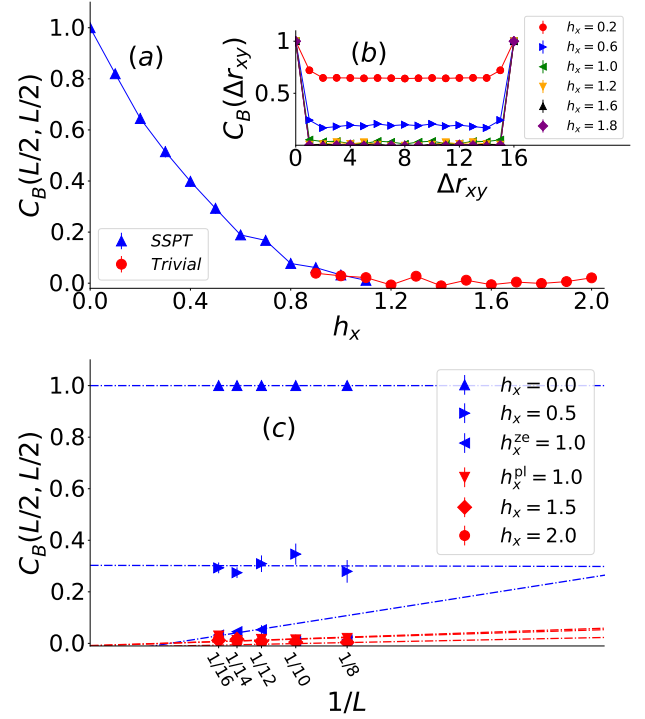 (a)
C_B(L/2, L/2)
1.0
0.8
0.6
0.4
0.2
0.0
SSPT
Trivial
0.0 0.4 0.8 1.2 1.6 2.0
h_x
(b)
C_B(Δr_xy)
1
0.5
0 4 8 12 16
Δr_xy
h_x = 0.2
h_x = 0.6
h_x = 1.0
h_x = 1.2
h_x = 1.6
h_x = 1.8
(c)
C_B(L/2, L/2)
1.0
0.8
0.6
0.4
0.2
0.0
h_x = 0.0
h_x = 0.5
h_x^ze = 1.0
h_x^pl = 1.0
h_x = 1.5
h_x = 2.0
1/16 1/14 1/12 1/10 1/8
1/L